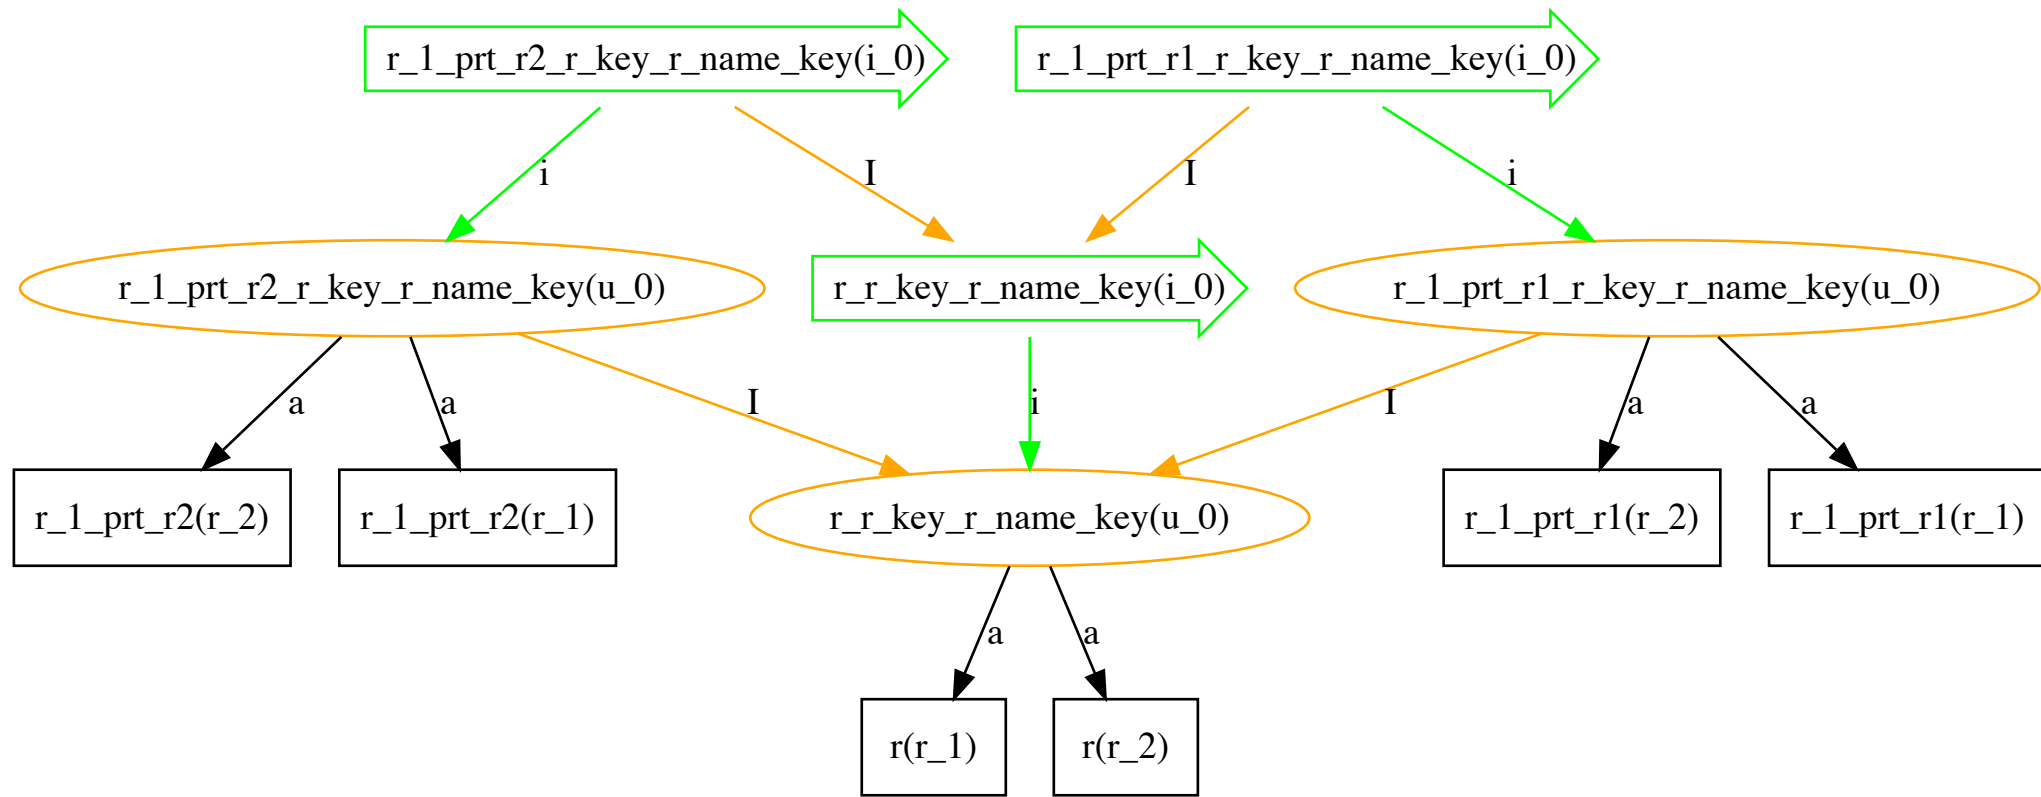 r_1_prt_r2_r_key_r_name_key(i_0)
r_1_prt_r1_r_key_r_name_key(i_0)
i
I
I
i
r_1_prt_r2_r_key_r_name_key(u_0)
r_r_key_r_name_key(i_0)
r_1_prt_r1_r_key_r_name_key(u_0)
a
a
I
i
I
a
a
r_1_prt_r2(r_2)
r_1_prt_r2(r_1)
r_r_key_r_name_key(u_0)
r_1_prt_r1(r_2)
r_1_prt_r1(r_1)
a
a
r(r_1)
r(r_2)